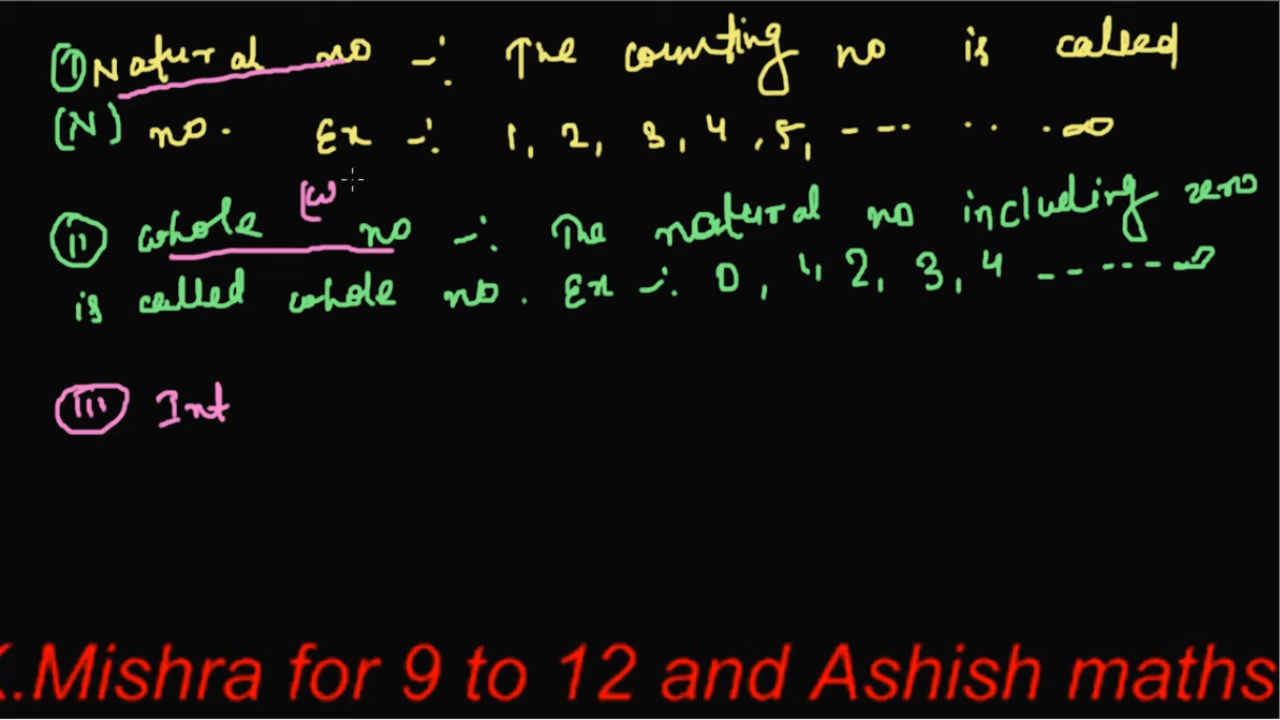 (I) Natural no -: The counting no is called
(N) no. Ex -: 1, 2, 3, 4, 5, ---- .. . ∞
(II) whole [W no -: The natural no including zero
is called whole no. Ex -: 0, 1, 2, 3, 4 ------- ∞
(III) Int
K.Mishra for 9 to 12 and Ashish maths